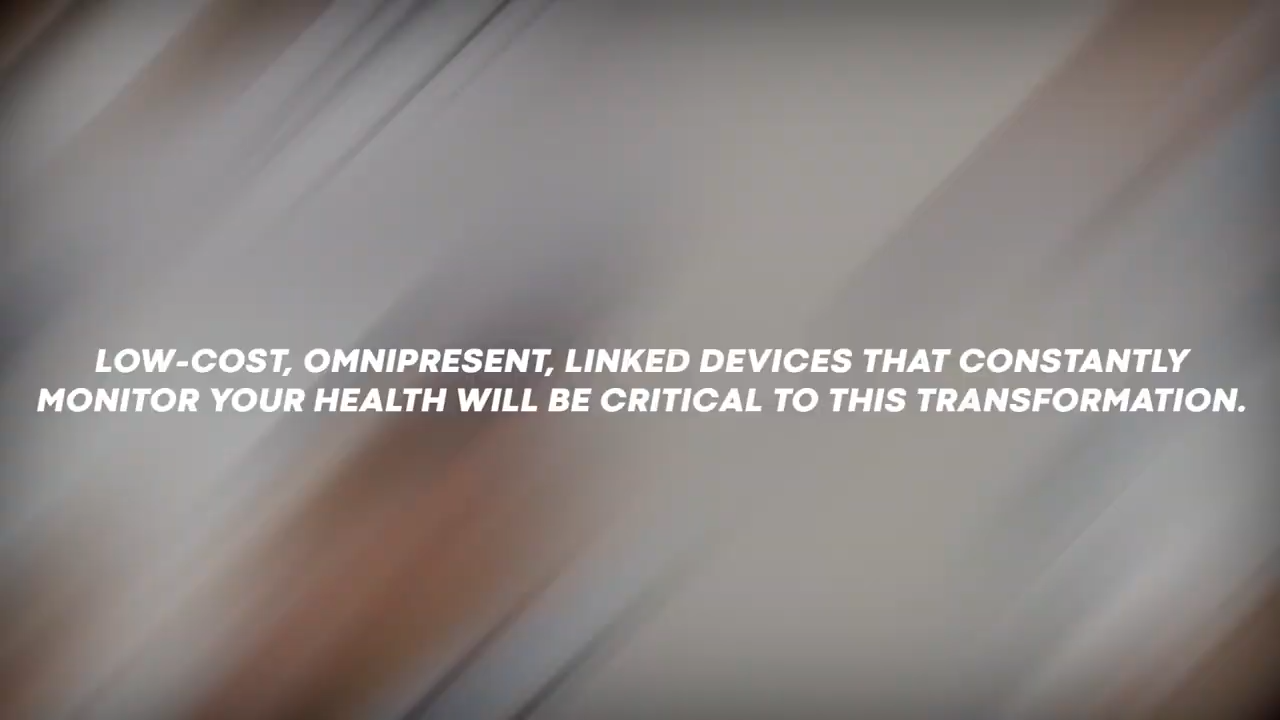 LOW-COST, OMNIPRESENT, LINKED DEVICES THAT CONSTANTLY
MONITOR YOUR HEALTH WILL BE CRITICAL TO THIS TRANSFORMATION.